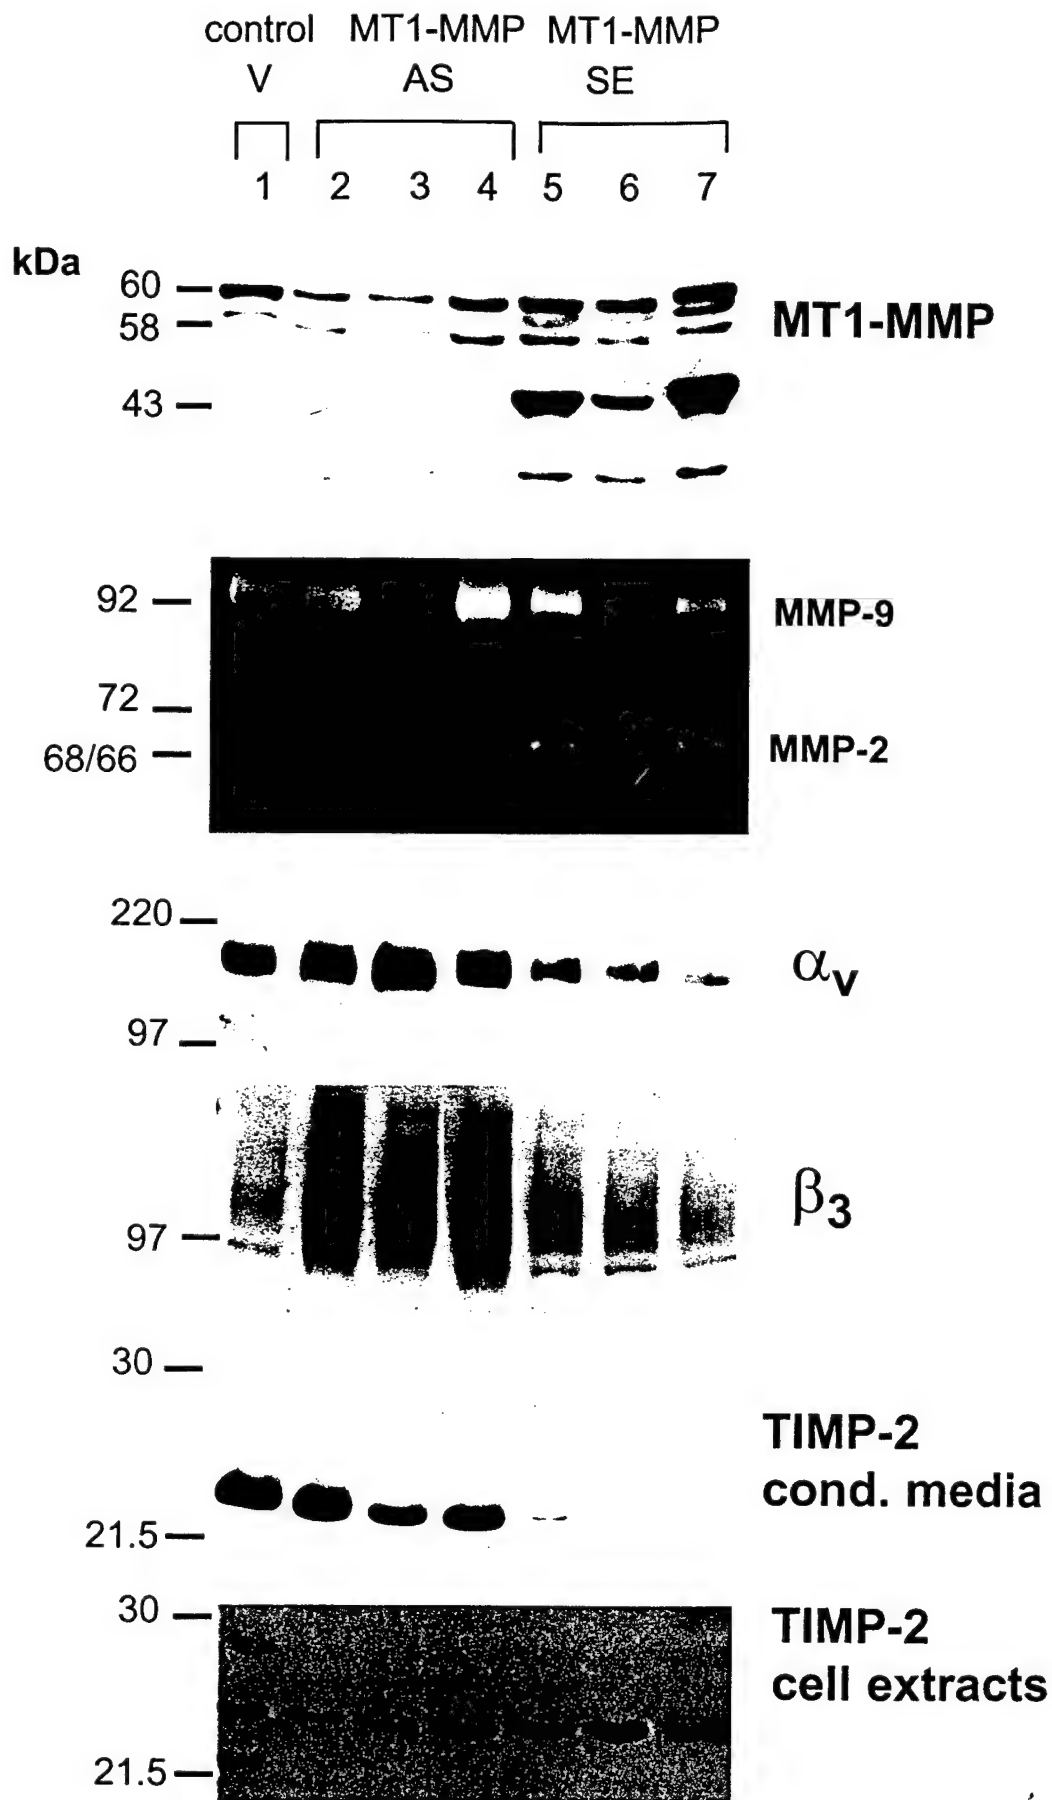 control MT1-MMP MT1-MMP
V AS SE
1 2 3 4 5 6 7
kDa
60
58
43
MT1-MMP
92
72
68/66
MMP-9
MMP-2
220
97
αv
97
β3
30
21.5
TIMP-2
cond. media
30
21.5
TIMP-2
cell extracts